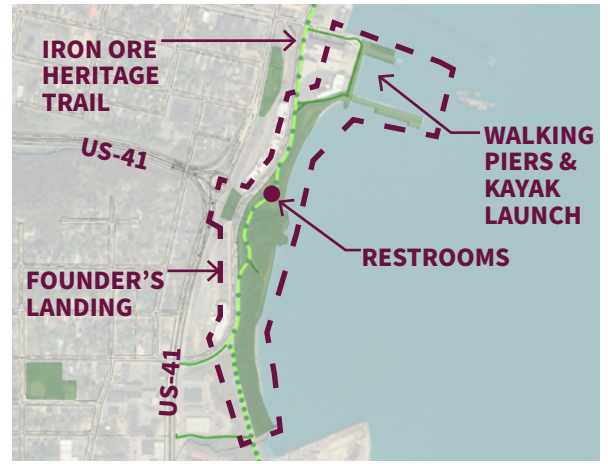 IRON ORE
HERITAGE
TRAIL
US-41
WALKING
PIERS &
KAYAK
LAUNCH
RESTROOMS
FOUNDER’S
LANDING
US-41